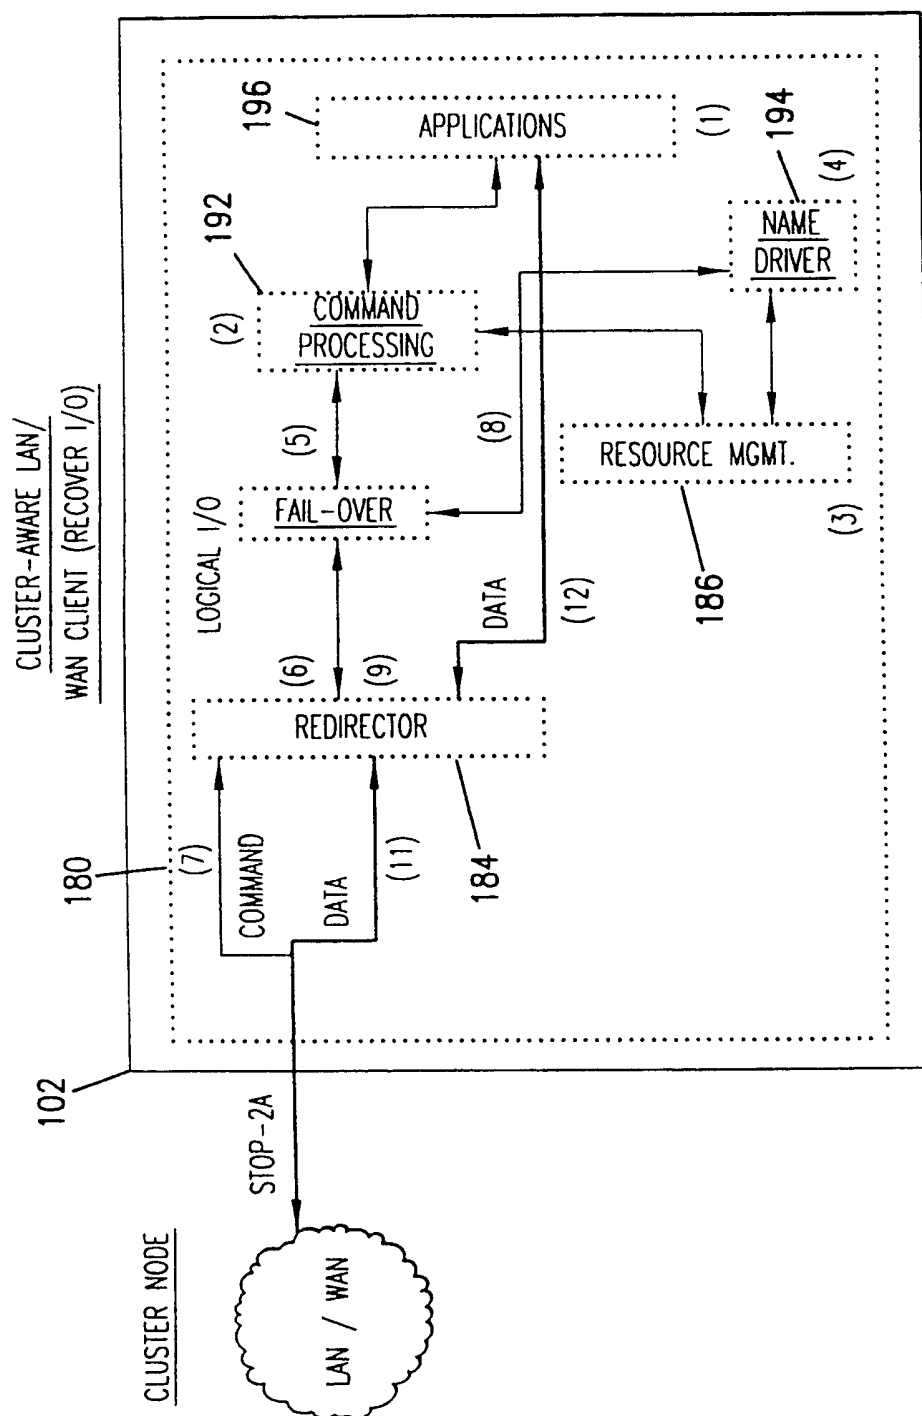 CLUSTER-AWARE LAN/
WAN CLIENT (RECOVER I/O)
CLUSTER NODE
LAN / WAN
STOP-2A
102
180
(7)
COMMAND
DATA
(11)
184
REDIRECTOR
(6)
(9)
LOGICAL I/O
FAIL-OVER
(5)
(2)
COMMAND
PROCESSING
192
196
APPLICATIONS
(1)
DATA
(12)
(8)
186
RESOURCE MGMT.
(3)
NAME
DRIVER
194
(4)